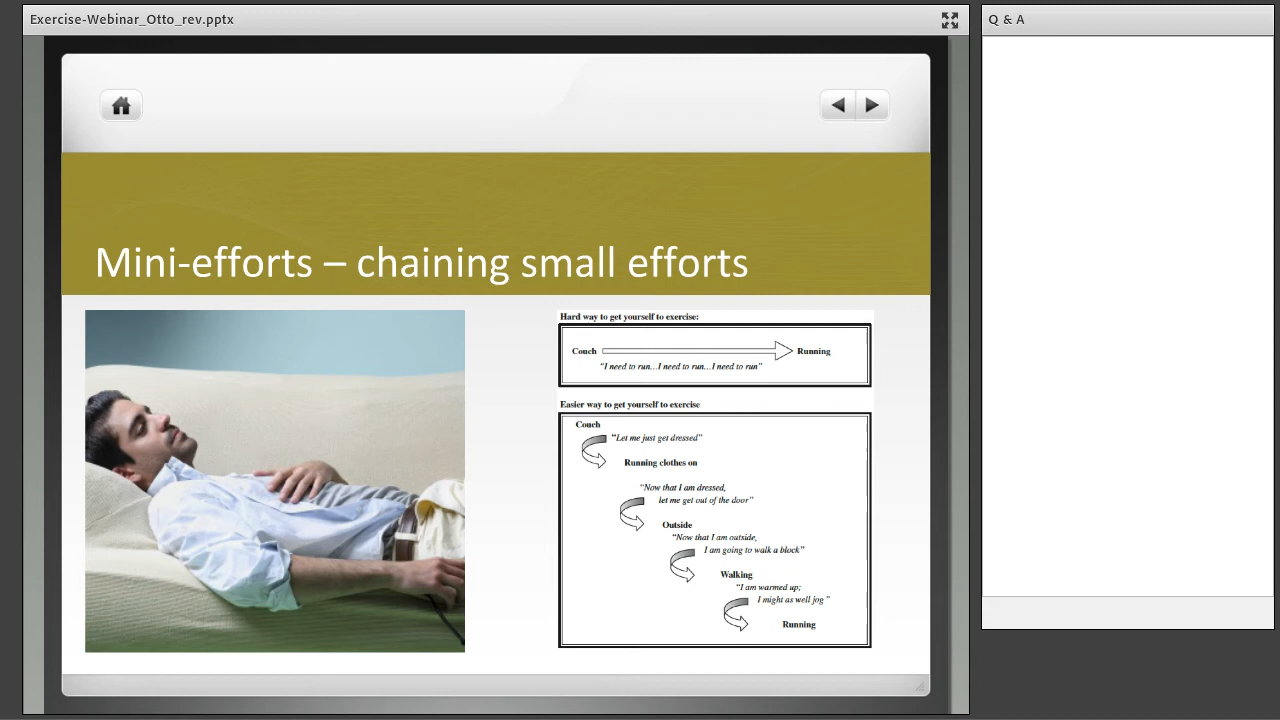 Exercise-Webinar_Otto_rev.pptx
Q & A
Mini-efforts – chaining small efforts
Hard way to get yourself to exercise:
Couch
Running
"I need to run…I need to run…I need to run"
Easier way to get yourself to exercise
Couch
"Let me just get dressed"
Running clothes on
"Now that I am dressed,
let me get out of the door"
Outside
"Now that I am outside,
I am going to walk a block"
Walking
"I am warmed up;
I might as well jog "
Running